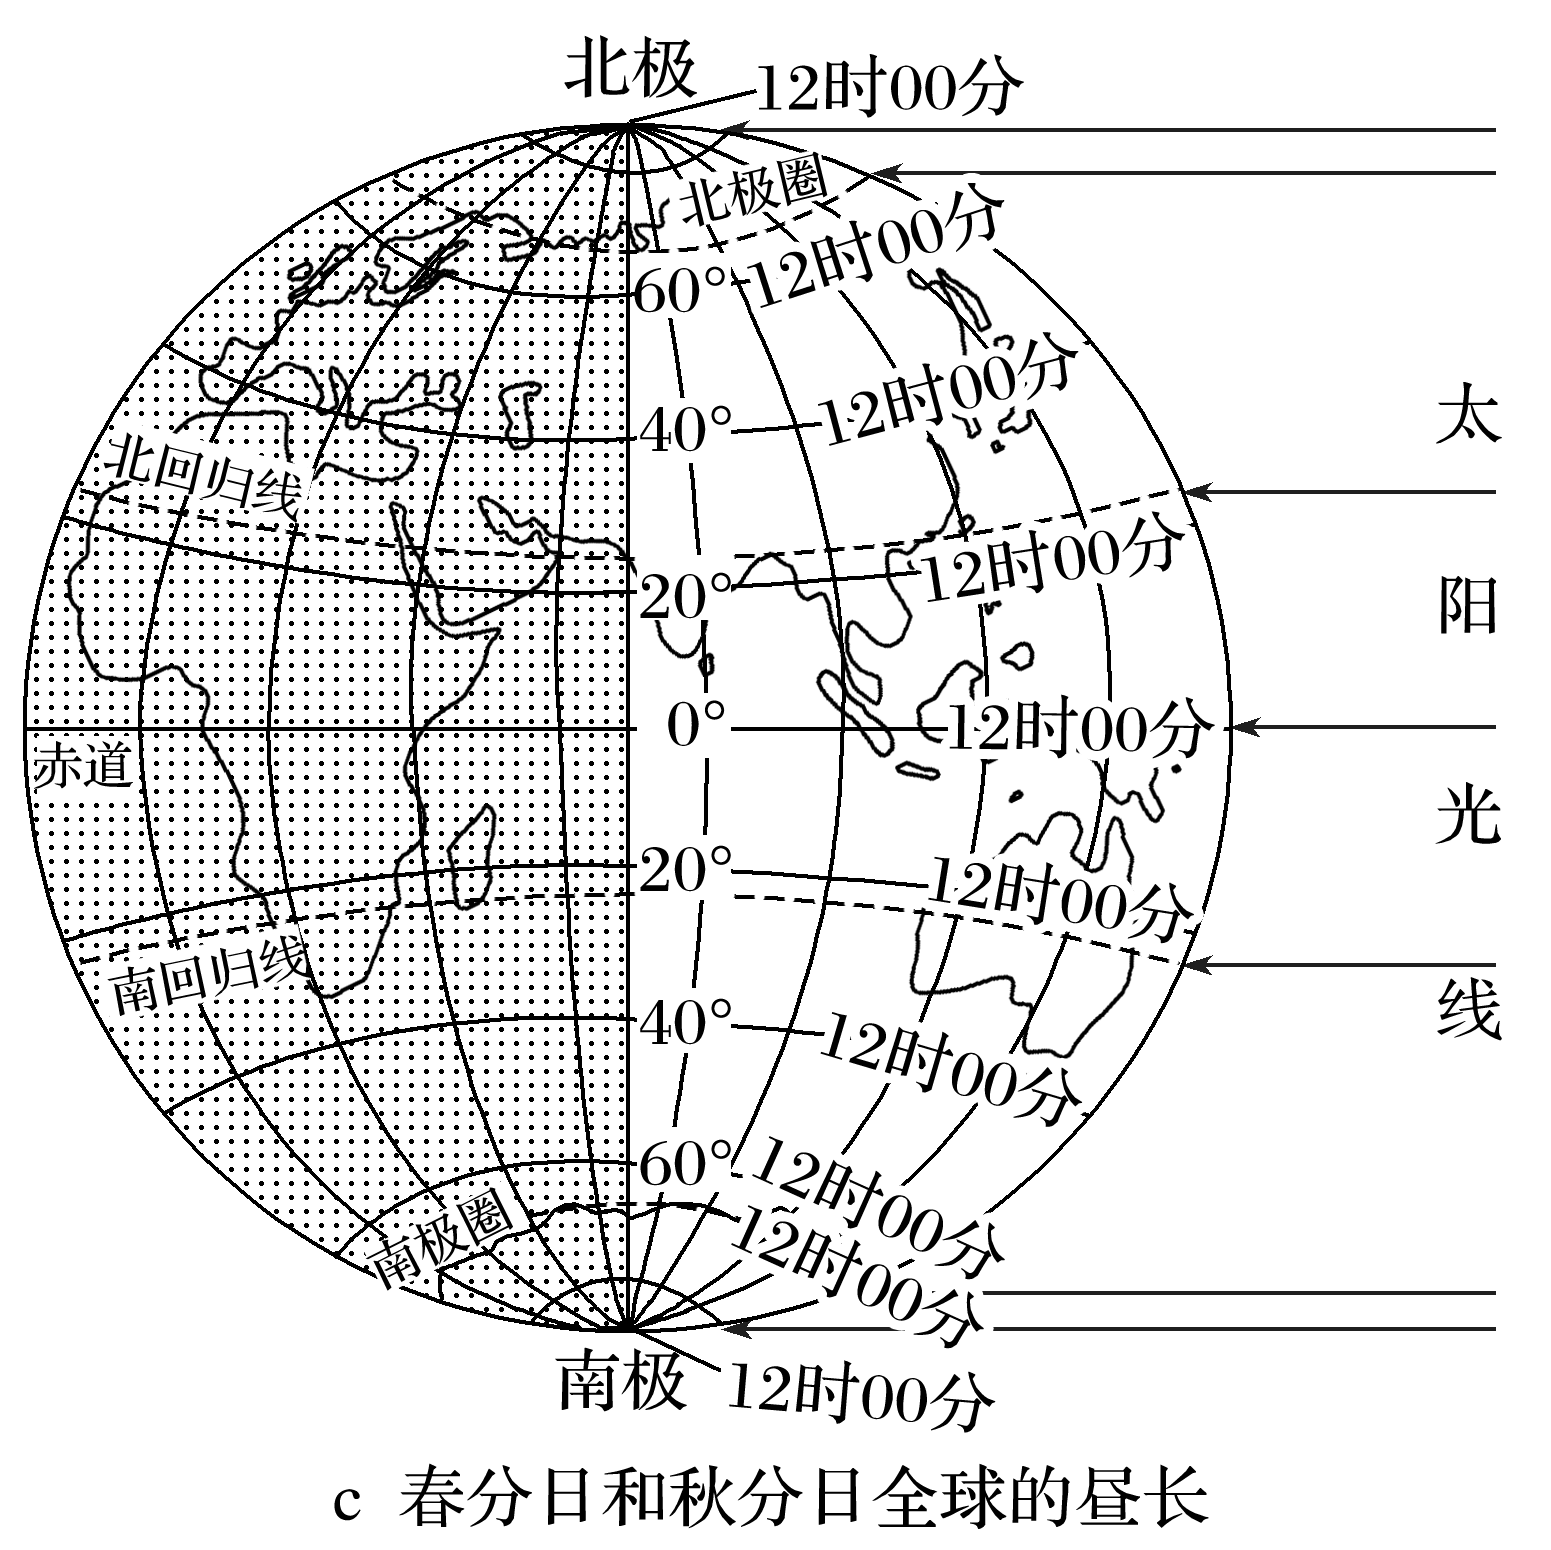 北极
12时00分
北极圈
60°
12时00分
40°
12时00分
北回归线
20°
12时00分
0°
12时00分
赤道
20°
12时00分
南回归线
40°
12时00分
60°
12时00分
南极圈
12时00分
南极
12时00分
太
阳
光
线
c 春分日和秋分日全球的昼长